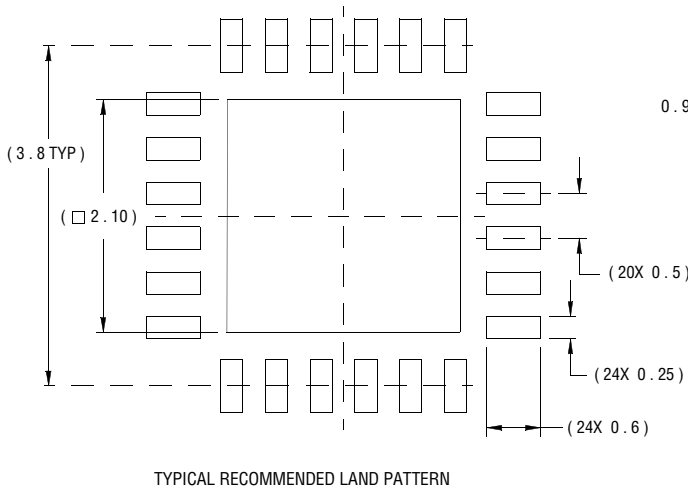 0.9
(3.8 TYP)
(□ 2.10)
(20X 0.5)
(24X 0.25)
(24X 0.6)
TYPICAL RECOMMENDED LAND PATTERN